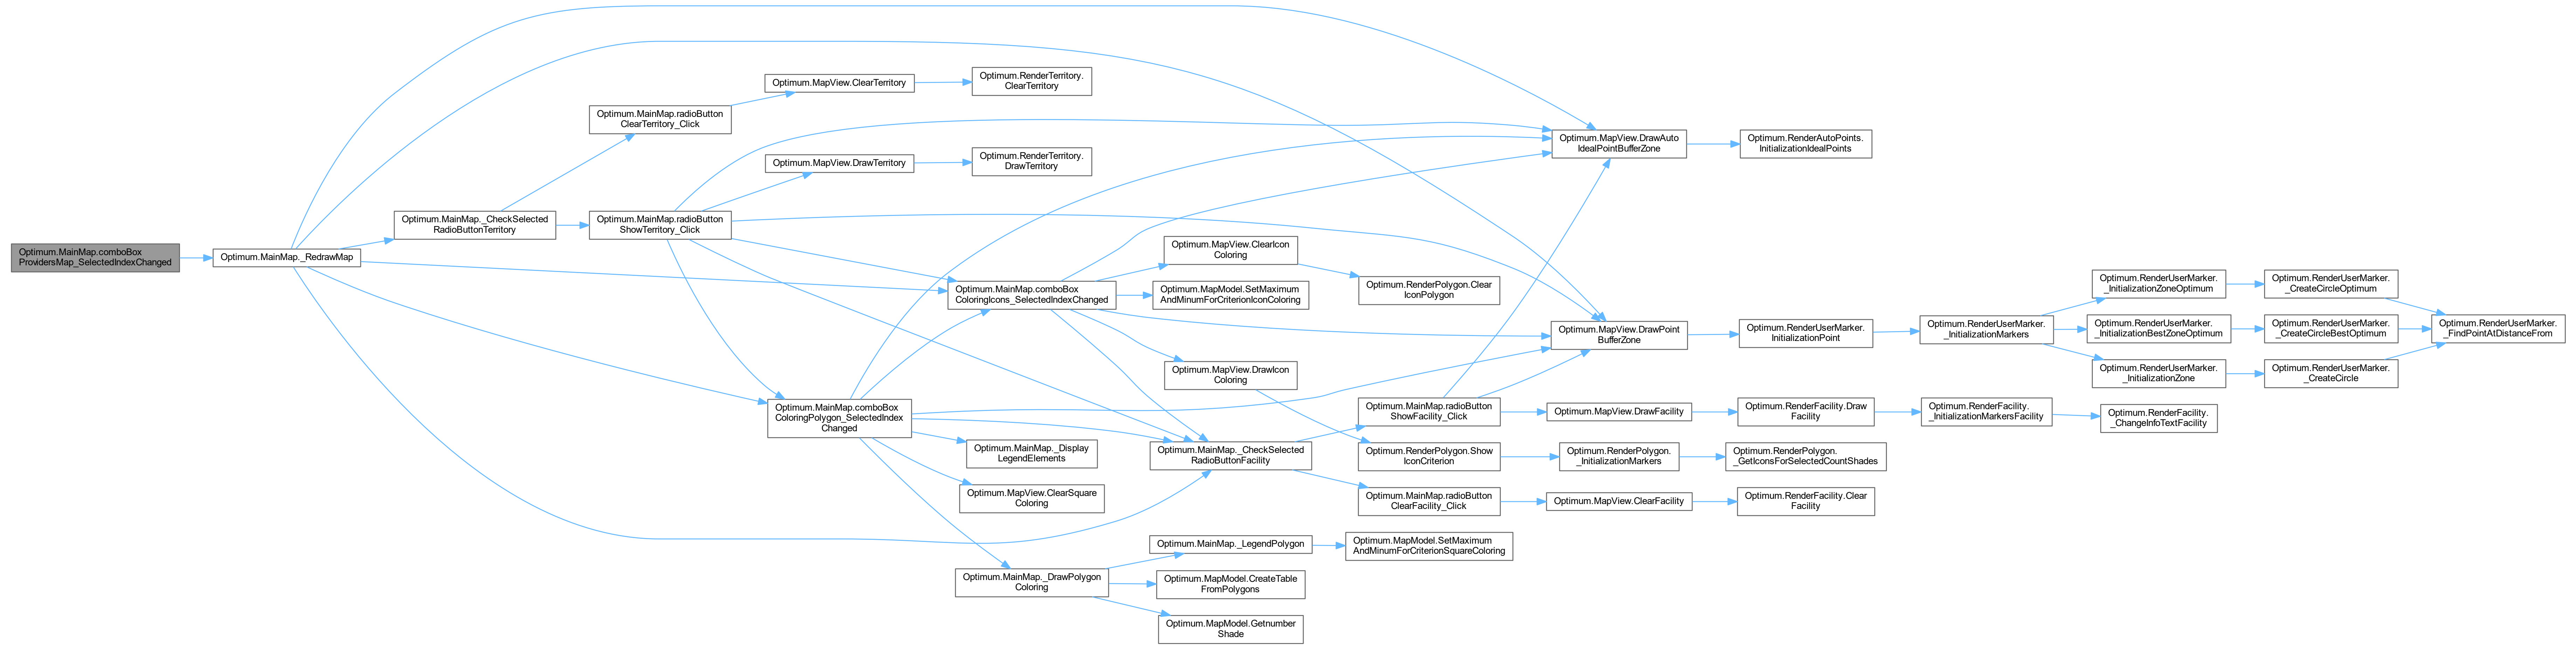 Optimum.MainMap.comboBox
ProvidersMap_SelectedIndexChanged
Optimum.MainMap._RedrawMap
Optimum.MainMap._CheckSelected
RadioButtonTerritory
Optimum.MainMap.radioButton
ClearTerritory_Click
Optimum.MainMap.radioButton
ShowTerritory_Click
Optimum.MapView.ClearTerritory
Optimum.RenderTerritory.
ClearTerritory
Optimum.MapView.DrawTerritory
Optimum.RenderTerritory.
DrawTerritory
Optimum.MainMap.comboBox
ColoringPolygon_SelectedIndex
Changed
Optimum.MainMap.comboBox
ColoringIcons_SelectedIndexChanged
Optimum.MainMap._Display
LegendElements
Optimum.MapView.ClearSquare
Coloring
Optimum.MainMap._DrawPolygon
Coloring
Optimum.MapView.ClearIcon
Coloring
Optimum.MapModel.SetMaximum
AndMinumForCriterionIconColoring
Optimum.MapView.DrawIcon
Coloring
Optimum.MainMap._CheckSelected
RadioButtonFacility
Optimum.MainMap._LegendPolygon
Optimum.MapModel.CreateTable
FromPolygons
Optimum.MapModel.Getnumber
Shade
Optimum.RenderPolygon.Clear
IconPolygon
Optimum.MainMap.radioButton
ShowFacility_Click
Optimum.RenderPolygon.Show
IconCriterion
Optimum.MainMap.radioButton
ClearFacility_Click
Optimum.MapModel.SetMaximum
AndMinumForCriterionSquareColoring
Optimum.MapView.DrawAuto
IdealPointBufferZone
Optimum.RenderAutoPoints.
InitializationIdealPoints
Optimum.MapView.DrawPoint
BufferZone
Optimum.RenderUserMarker.
InitializationPoint
Optimum.MapView.DrawFacility
Optimum.RenderFacility.Draw
Facility
Optimum.RenderPolygon.
_InitializationMarkers
Optimum.RenderPolygon.
_GetIconsForSelectedCountShades
Optimum.MapView.ClearFacility
Optimum.RenderFacility.Clear
Facility
Optimum.RenderUserMarker.
_InitializationMarkers
Optimum.RenderFacility.
_InitializationMarkersFacility
Optimum.RenderFacility.
_ChangeInfoTextFacility
Optimum.RenderUserMarker.
_InitializationZoneOptimum
Optimum.RenderUserMarker.
_InitializationBestZoneOptimum
Optimum.RenderUserMarker.
_InitializationZone
Optimum.RenderUserMarker.
_CreateCircleOptimum
Optimum.RenderUserMarker.
_CreateCircleBestOptimum
Optimum.RenderUserMarker.
_CreateCircle
Optimum.RenderUserMarker.
_FindPointAtDistanceFrom